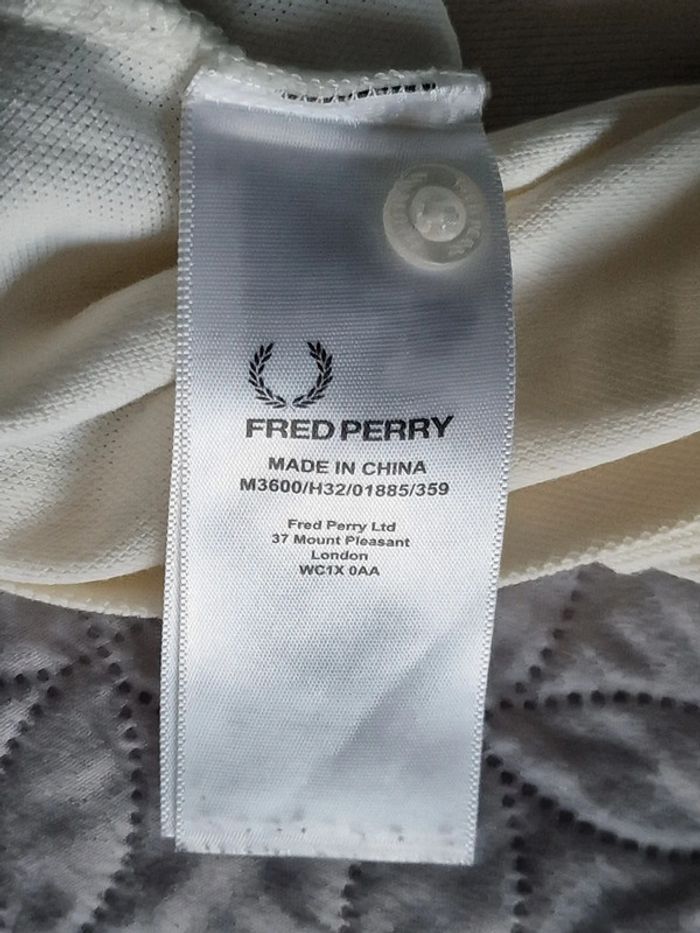 FRED PERRY
MADE IN CHINA
M3600/H32/01885/359
Fred Perry Ltd
37 Mount Pleasant
London
WC1X 0AA